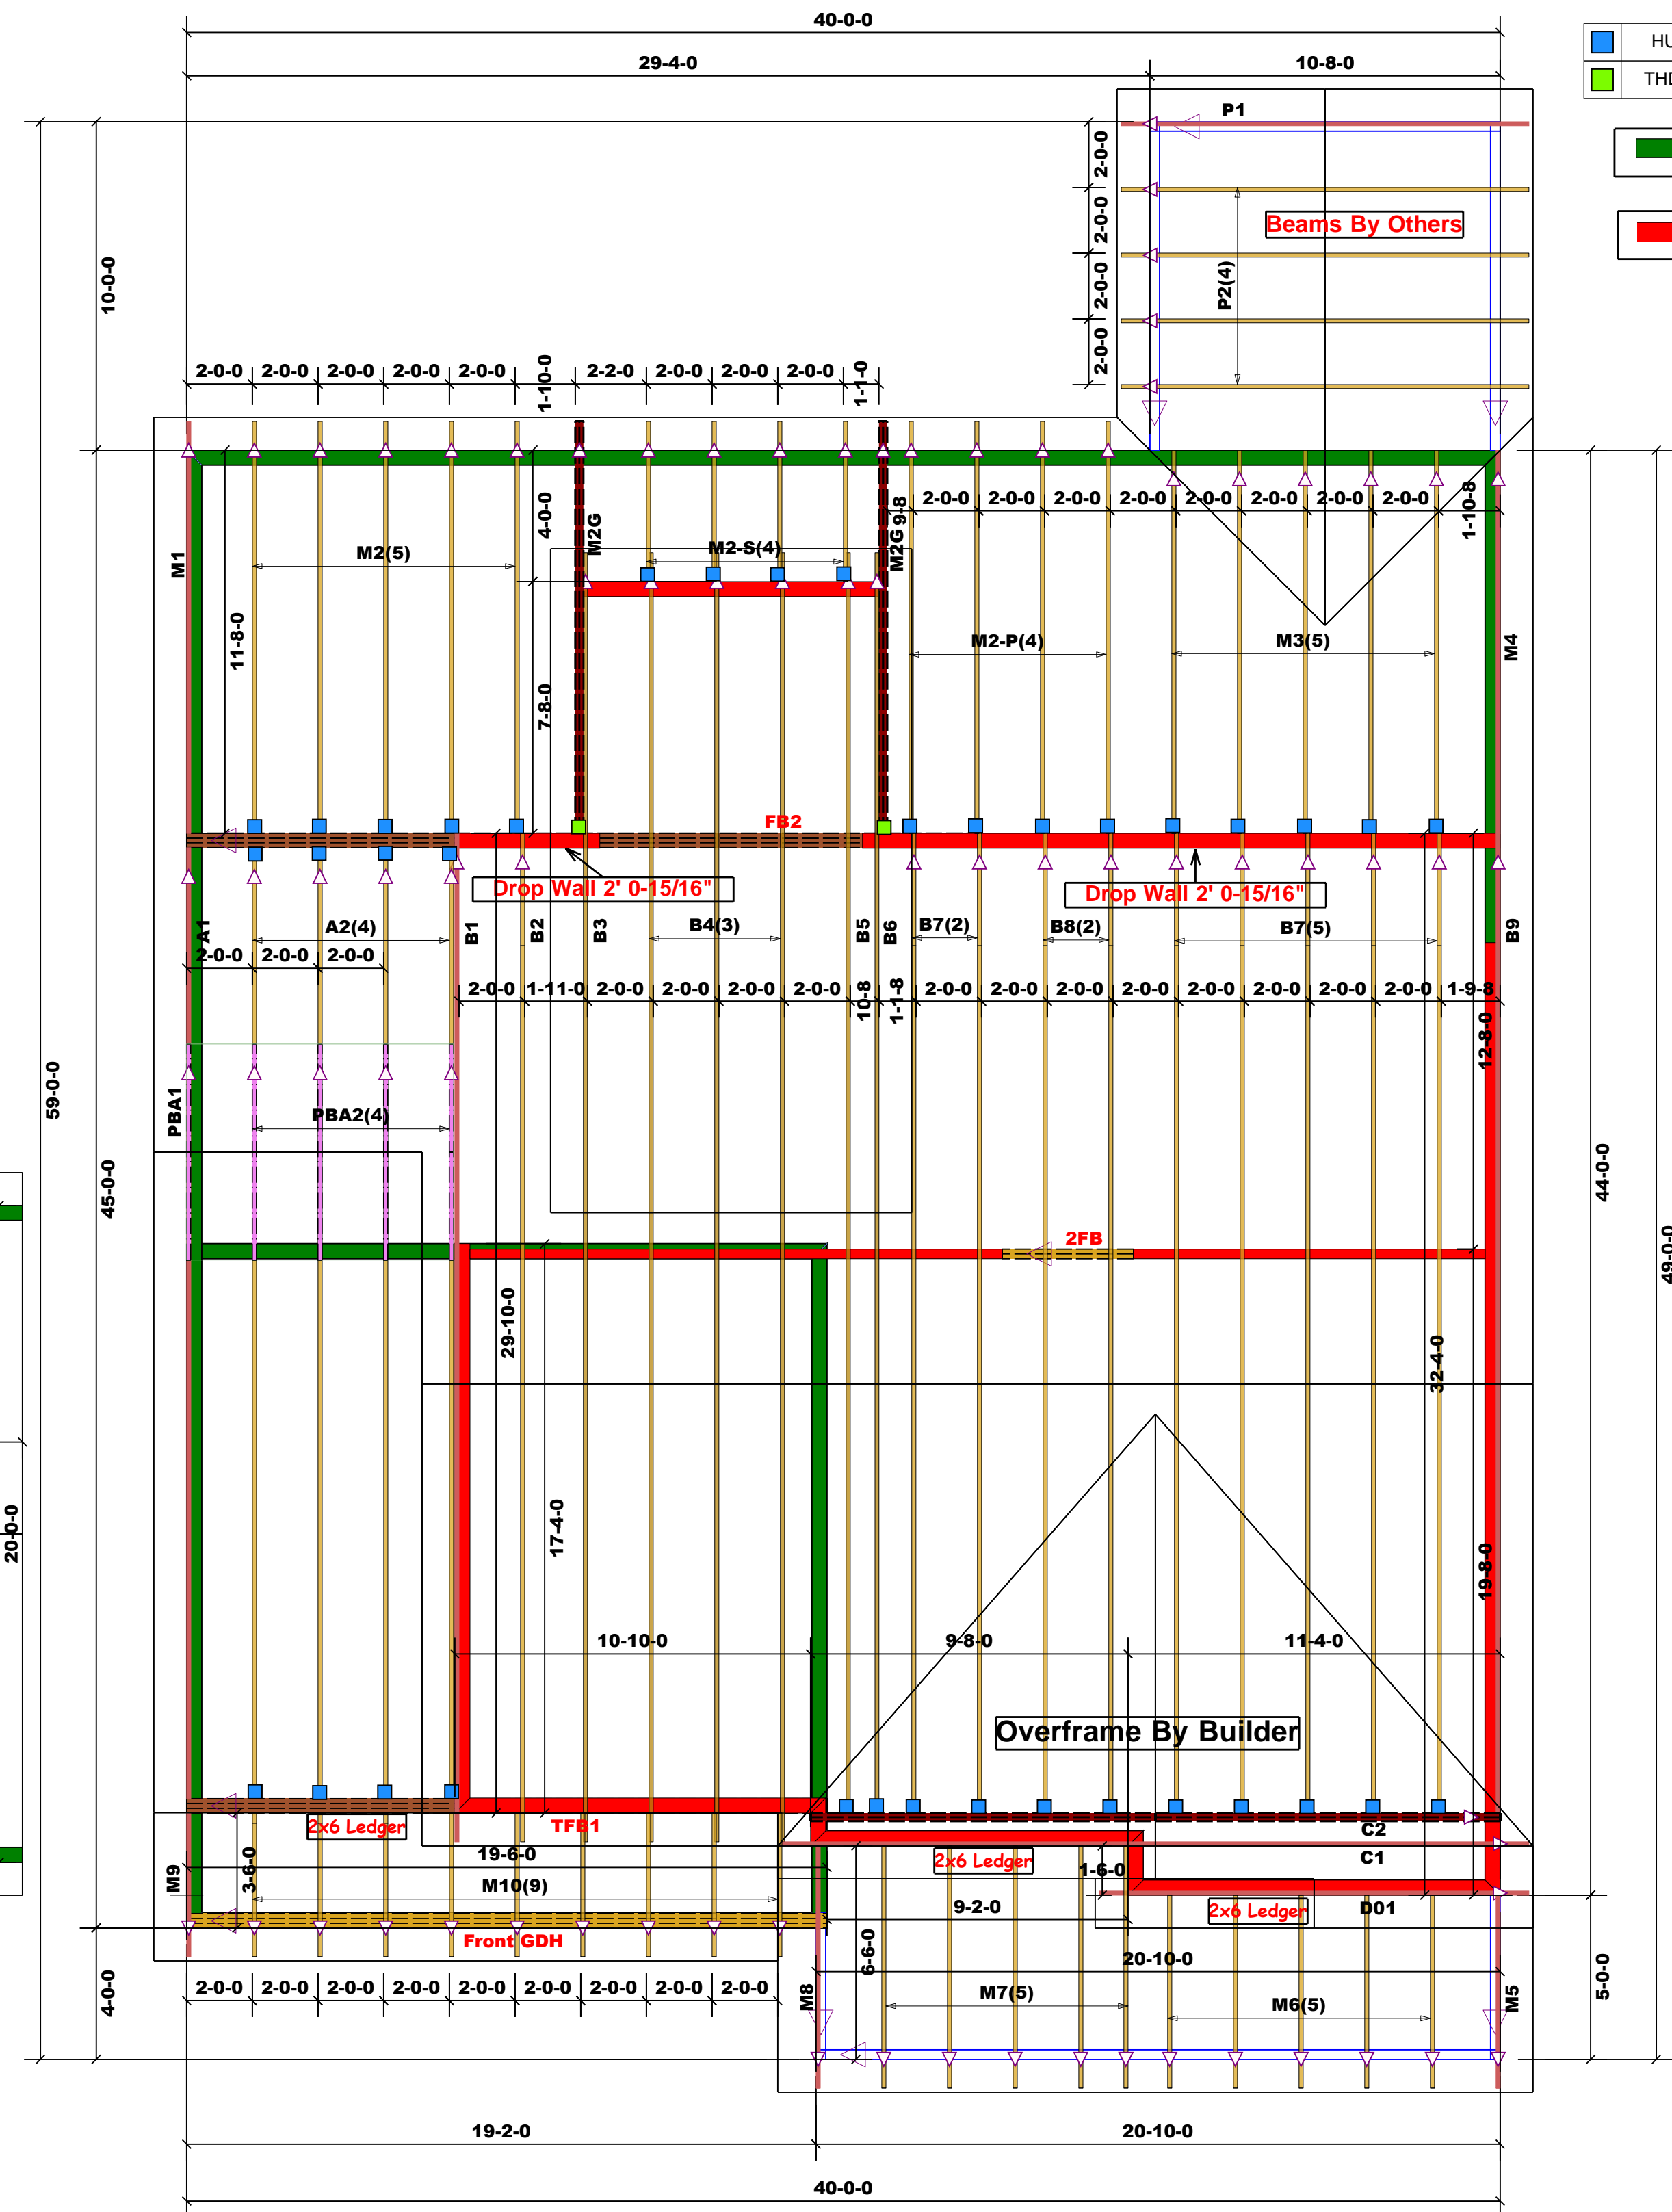 40-0-0
29-4-0
10-8-0
HU
THD
P1
2-0-0
2-0-0
2-0-0
2-0-0
Beams By Others
P2(4)
10-0-0
2-0-0
2-0-0
2-0-0
2-0-0
2-0-0
1-10-0
2-2-0
2-0-0
2-0-0
2-0-0
1-1-0
4-0-0
9-8
2-0-0
2-0-0
2-0-0
2-0-0
2-0-0
2-0-0
2-0-0
2-0-0
1-10-8
M1
M2(5)
M2G
M2-S(4)
M2G
11-8-0
M2-P(4)
M3(5)
M4
7-8-0
FB2
Drop Wall 2' 0-15/16"
Drop Wall 2' 0-15/16"
A1
A2(4)
B1
B2
B3
B4(3)
B5
B6
B7(2)
B8(2)
B7(5)
B9
2-0-0
2-0-0
2-0-0
2-0-0
1-11-0
2-0-0
2-0-0
2-0-0
2-0-0
10-8
1-1-8
2-0-0
2-0-0
2-0-0
2-0-0
2-0-0
2-0-0
2-0-0
2-0-0
1-9-8
12-8-0
59-0-0
PBA1
PBA2(4)
45-0-0
44-0-0
49-0-0
2FB
29-10-0
32-4-0
17-4-0
20-0-0
19-8-0
10-10-0
9-8-0
11-4-0
Overframe By Builder
2x6 Ledger
TFB1
C2
19-6-0
2x6 Ledger
C1
M9
3-6-0
M10(9)
1-6-0
9-2-0
2x6 Ledger
D01
Front GDH
6-6-0
20-10-0
4-0-0
2-0-0
2-0-0
2-0-0
2-0-0
2-0-0
2-0-0
2-0-0
2-0-0
2-0-0
M8
M7(5)
M6(5)
M5
5-0-0
19-2-0
20-10-0
40-0-0